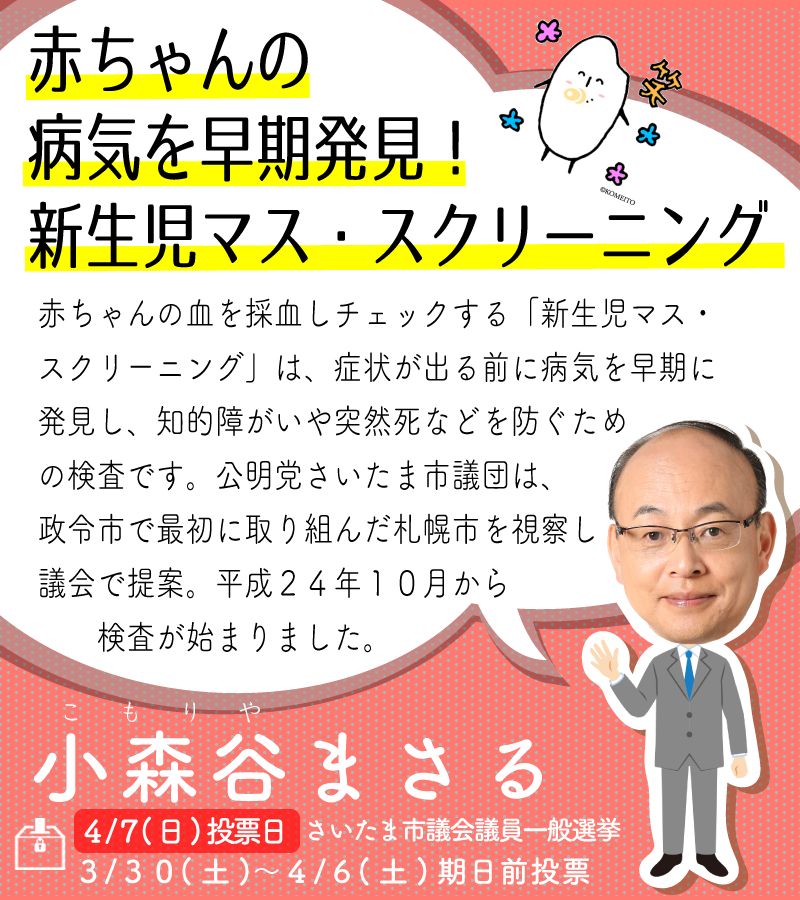 赤ちゃんの
病気を早期発見！
新生児マス・スクリーニング
©KOMEITO
赤ちゃんの血を採血しチェックする「新生児マス・
スクリーニング」は、症状が出る前に病気を早期に
発見し、知的障がいや突然死などを防ぐため
の検査です。公明党さいたま市議団は、
政令市で最初に取り組んだ札幌市を視察し
議会で提案。平成２４年１０月から
検査が始まりました。
こもりや
小森谷まさる
4/7(日)投票日 さいたま市議会議員一般選挙
３/３０(土)～４/６(土)期日前投票